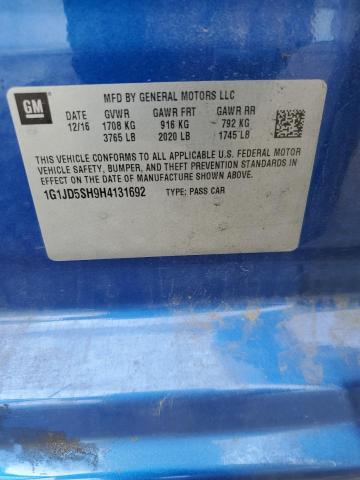 GM
MFD BY GENERAL MOTORS LLC
DATE GVWR GAWR FRT GAWR RR
12/16 1708 KG 916 KG 792 KG
3765 LB 2020 LB 1745 LB
THIS VEHICLE CONFORMS TO ALL APPLICABLE U.S. FEDERAL MOTOR
VEHICLE SAFETY, BUMPER, AND THEFT PREVENTION STANDARDS IN
EFFECT ON THE DATE OF MANUFACTURE SHOWN ABOVE.
1G1JD5SH9H4131692 TYPE: PASS CAR